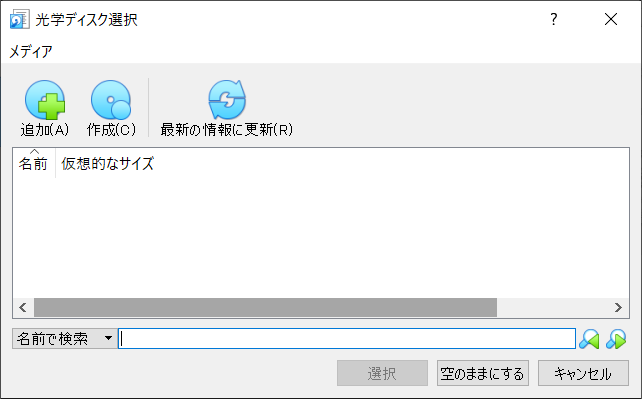 光学ディスク選択
メディア
追加(A) 作成(C) 最新の情報に更新(R)
名前 仮想的なサイズ
名前で検索
選択 空のままにする キャンセル